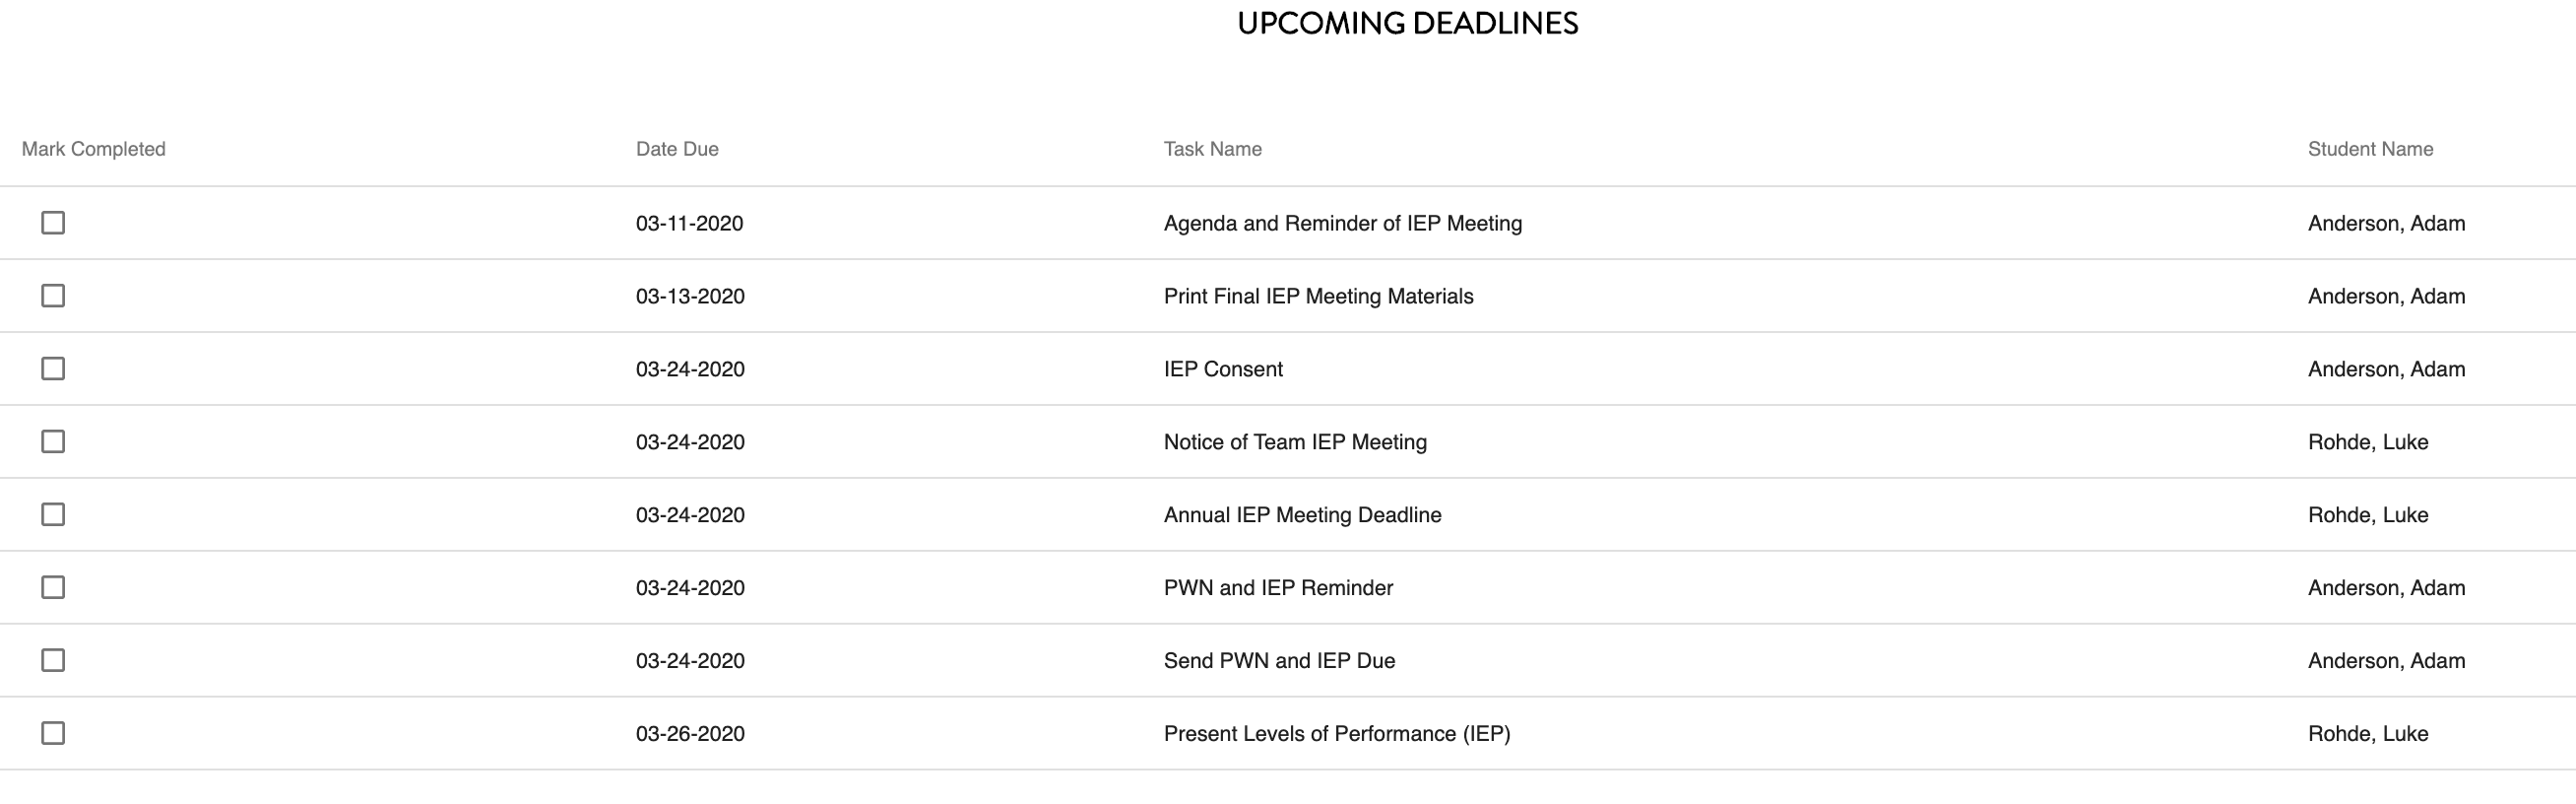 UPCOMING DEADLINES
Mark Completed Date Due Task Name Student Name
03-11-2020 Agenda and Reminder of IEP Meeting Anderson, Adam
03-13-2020 Print Final IEP Meeting Materials Anderson, Adam
03-24-2020 IEP Consent Anderson, Adam
03-24-2020 Notice of Team IEP Meeting Rohde, Luke
03-24-2020 Annual IEP Meeting Deadline Rohde, Luke
03-24-2020 PWN and IEP Reminder Anderson, Adam
03-24-2020 Send PWN and IEP Due Anderson, Adam
03-26-2020 Present Levels of Performance (IEP) Rohde, Luke